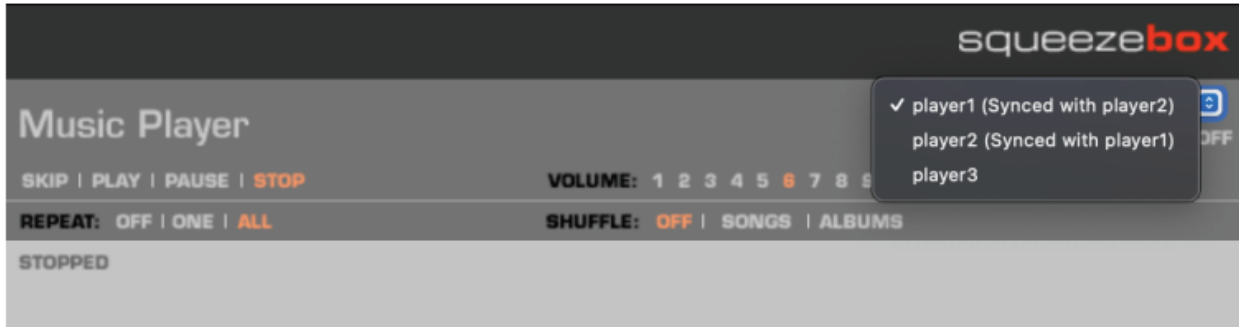 squeezebox
✓ player1 (Synced with player2)
player2 (Synced with player1)
player3
Music Player
OFF
SKIP | PLAY | PAUSE | STOP
VOLUME: 1 2 3 4 5 6 7 8
REPEAT: OFF | ONE | ALL
SHUFFLE: OFF | SONGS | ALBUMS
STOPPED